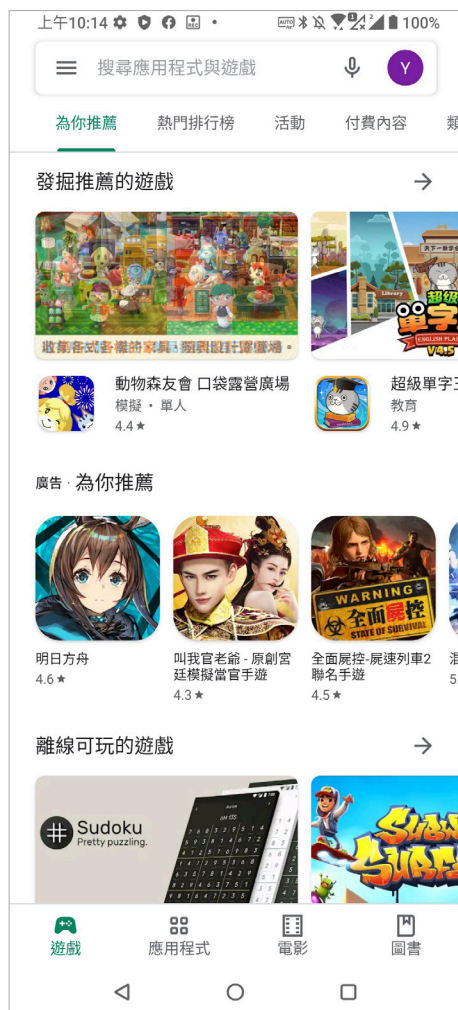 上午10:14
100%
搜尋應用程式與遊戲
Y
為你推薦
熱門排行榜
活動
付費內容
發掘推薦的遊戲
Library
ENGLISH PLA
V4.5
動物森友會 口袋露營廣場
模擬・單人
4.4★
超級單字王
教育
4.9★
廣告·為你推薦
WARNING
全面屍控
STATE OF SURVIVAL
明日方舟
4.6★
叫我官老爺 - 原創宮
廷模擬當官手遊
4.3★
全面屍控-屍速列車2
聯名手遊
4.5★
離線可玩的遊戲
Sudoku
Pretty puzzling.
遊戲
應用程式
電影
圖書